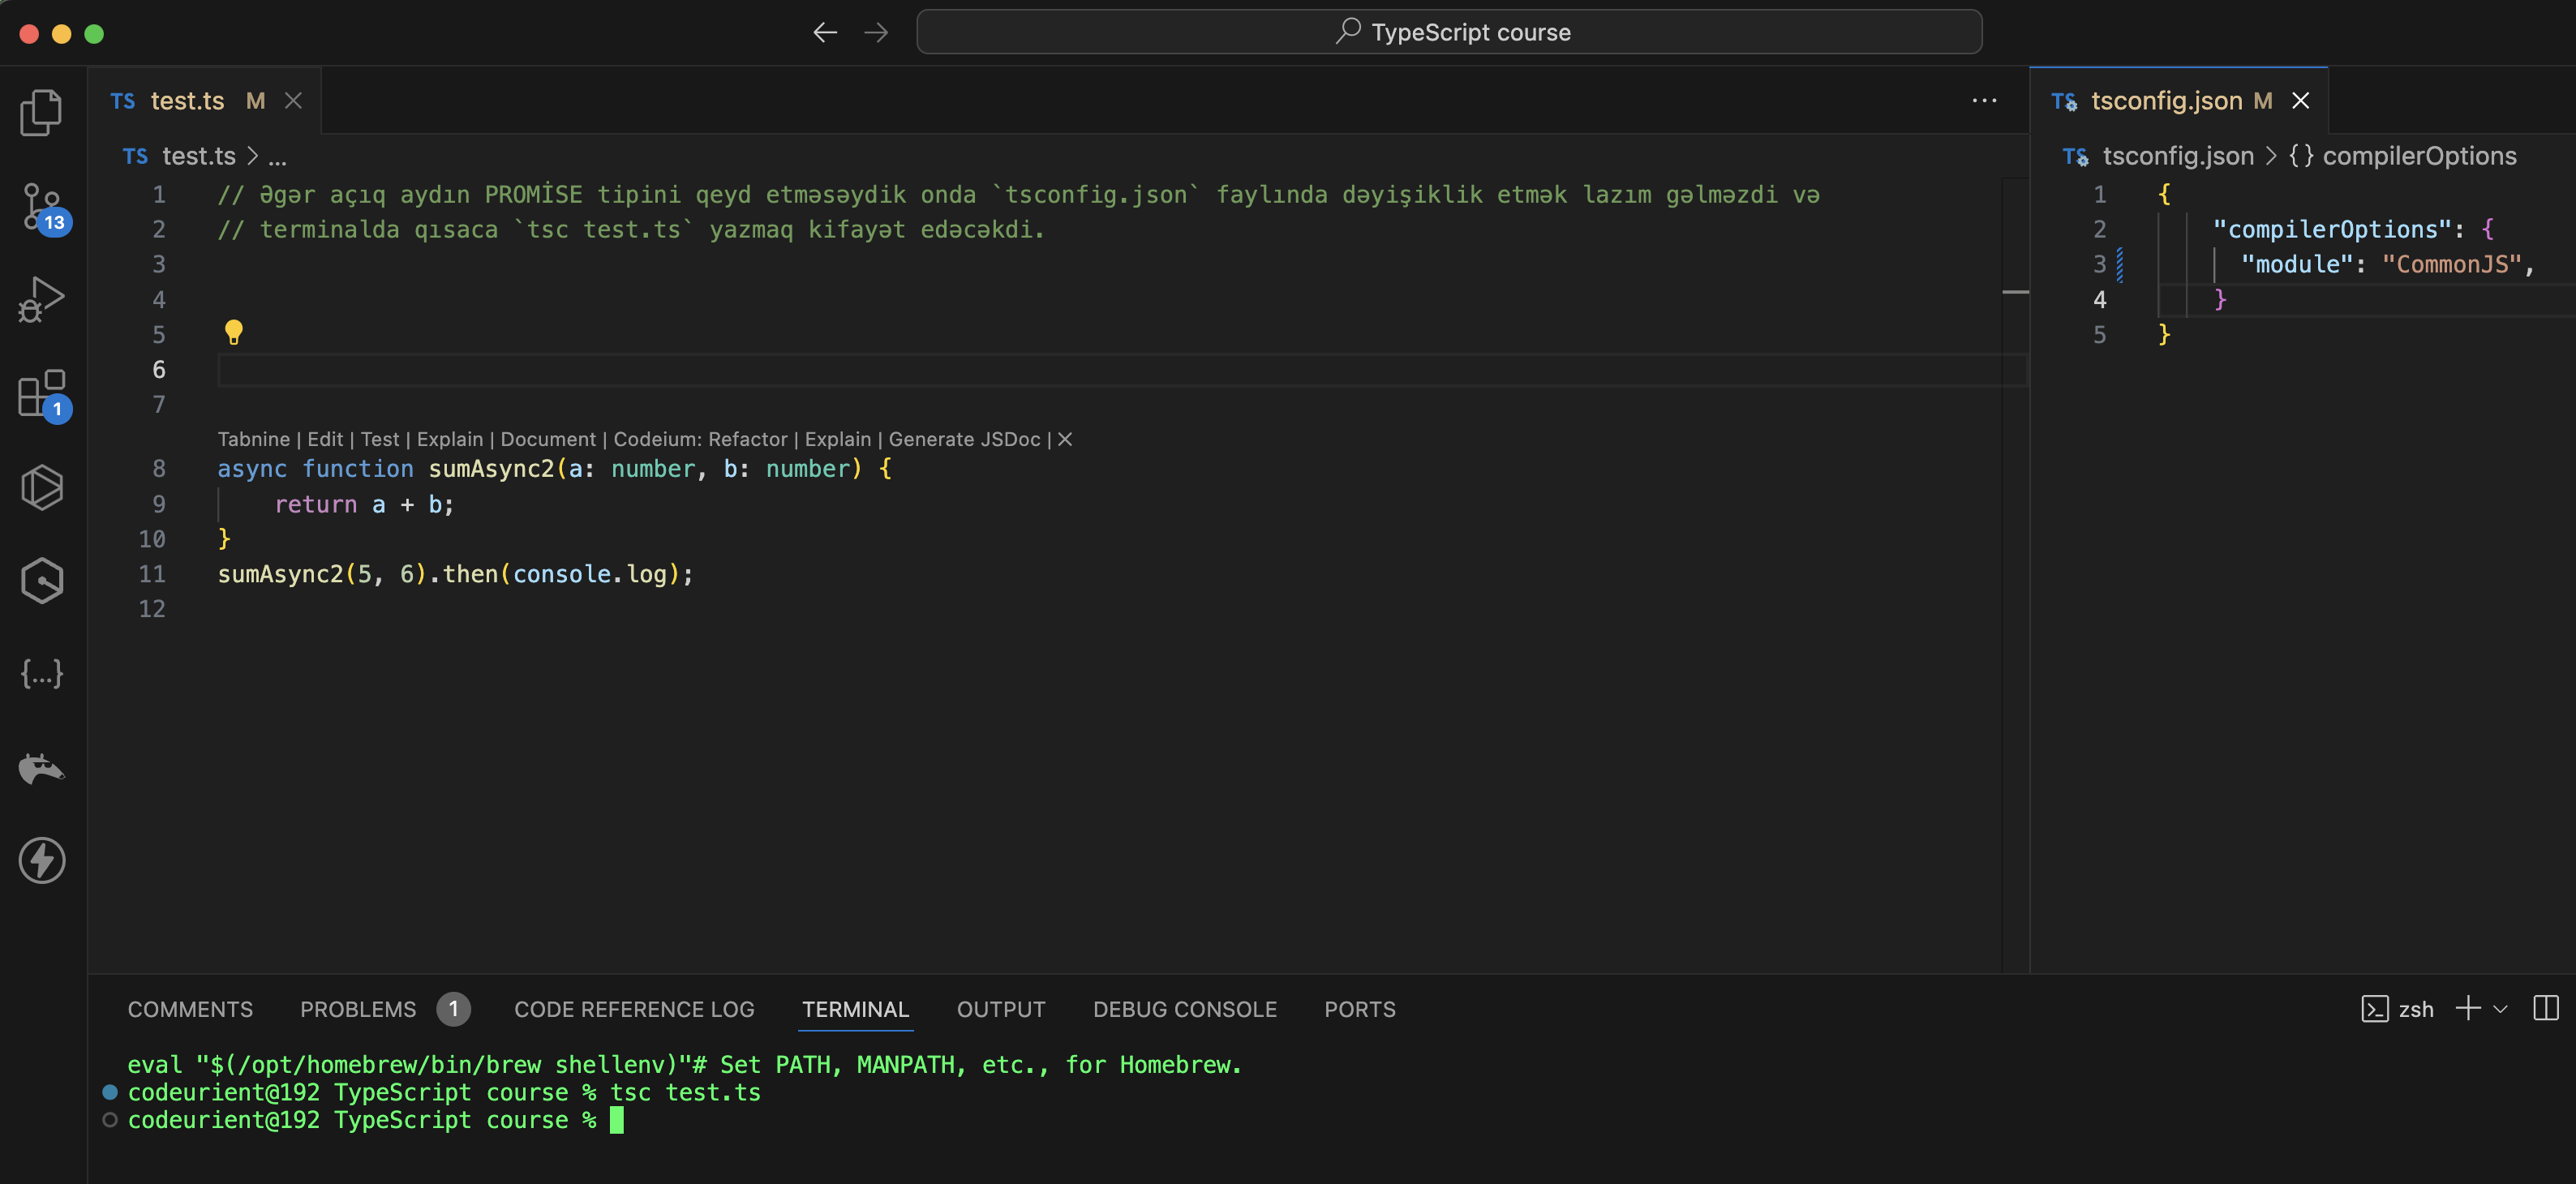 TypeScript course
TS test.ts M
TS test.ts > ...
1 // Əgər açıq aydın PROMİSE tipini qeyd etməsəydik onda `tsconfig.json` faylında dəyişiklik etmək lazım gəlməzdi və
2 // terminalda qısaca `tsc test.ts` yazmaq kifayət edəcəkdi.
3
4
5
6
7
Tabnine | Edit | Test | Explain | Document | Codeium: Refactor | Explain | Generate JSDoc | ×
8 async function sumAsync2(a: number, b: number) {
9     return a + b;
10 }
11 sumAsync2(5, 6).then(console.log);
12
TS tsconfig.json M
TS tsconfig.json > {} compilerOptions
1 {
2     "compilerOptions": {
3       "module": "CommonJS",
4     }
5 }
13
1
COMMENTS PROBLEMS 1 CODE REFERENCE LOG TERMINAL OUTPUT DEBUG CONSOLE PORTS zsh
eval "$(/opt/homebrew/bin/brew shellenv)"# Set PATH, MANPATH, etc., for Homebrew.
codeurient@192 TypeScript course % tsc test.ts
codeurient@192 TypeScript course %